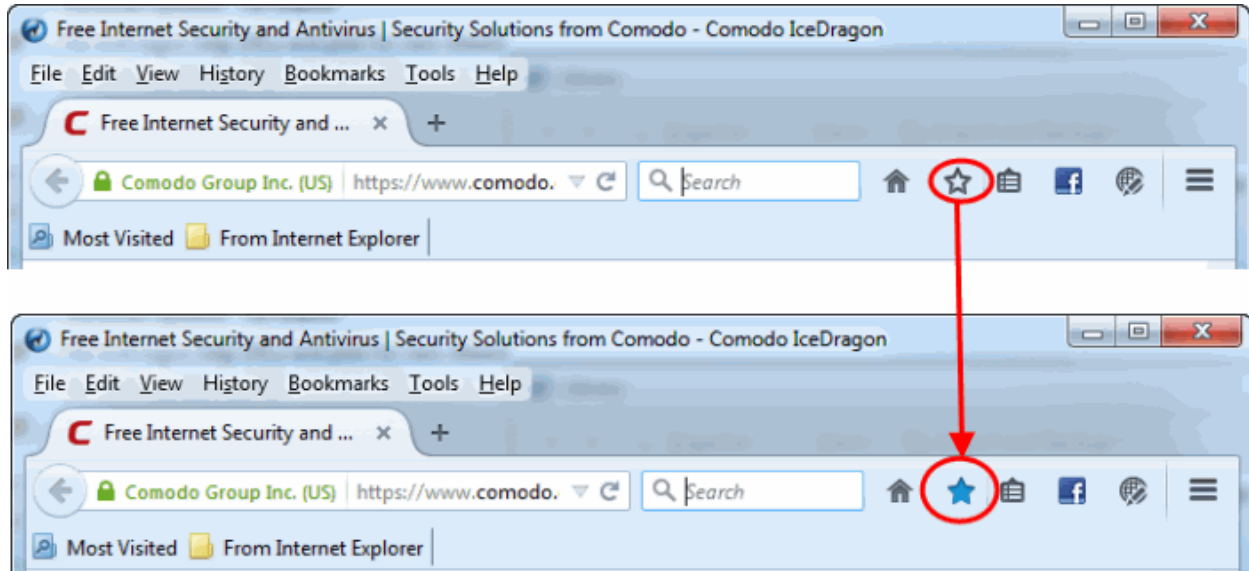 Free Internet Security and Antivirus | Security Solutions from Comodo - Comodo IceDragon
File Edit View History Bookmarks Tools Help
Free Internet Security and ...
Comodo Group Inc. (US) https://www.comodo. Search
Most Visited From Internet Explorer
Free Internet Security and Antivirus | Security Solutions from Comodo - Comodo IceDragon
File Edit View History Bookmarks Tools Help
Free Internet Security and ...
Comodo Group Inc. (US) https://www.comodo. Search
Most Visited From Internet Explorer